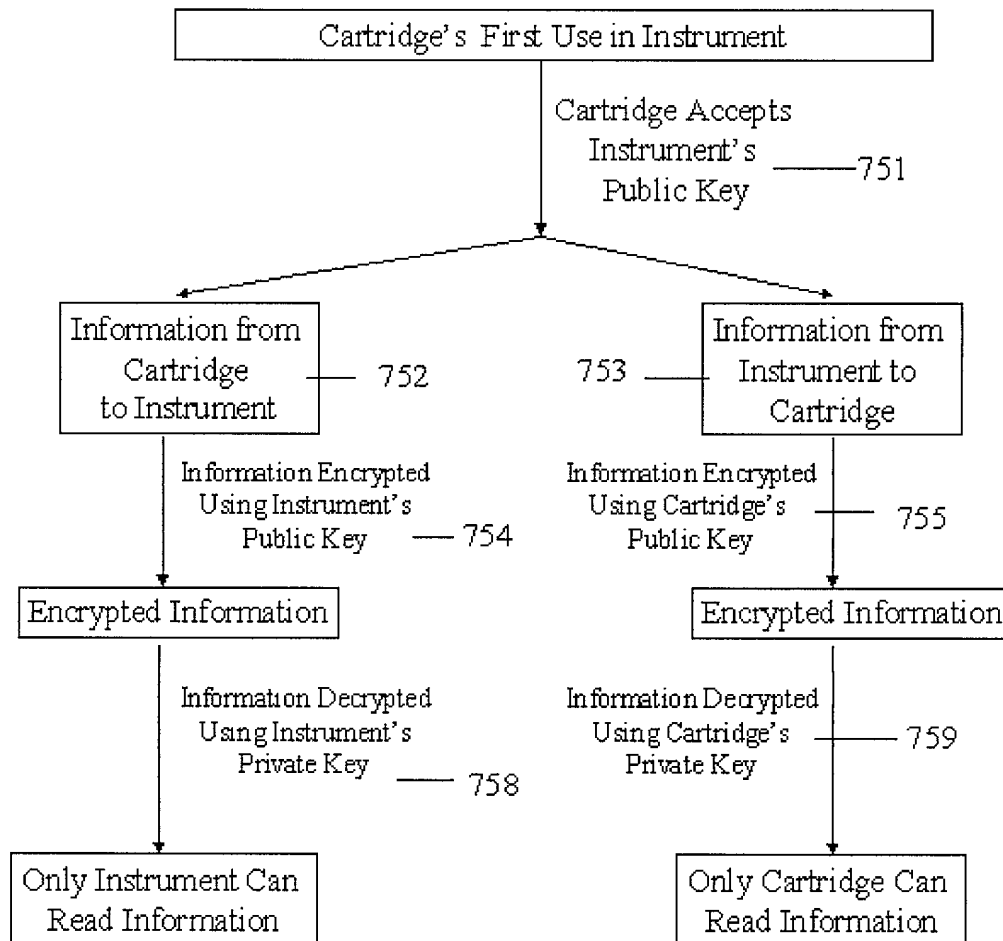 Cartridge's First Use in Instrument
Cartridge Accepts
Instrument's
Public Key
751
Information from
Cartridge
to Instrument
752
753
Information from
Instrument to
Cartridge
Information Encrypted
Using Instrument's
Public Key
754
Information Encrypted
Using Cartridge's
Public Key
755
Encrypted Information
Encrypted Information
Information Decrypted
Using Instrument's
Private Key
758
Information Decrypted
Using Cartridge's
Private Key
759
Only Instrument Can
Read Information
Only Cartridge Can
Read Information